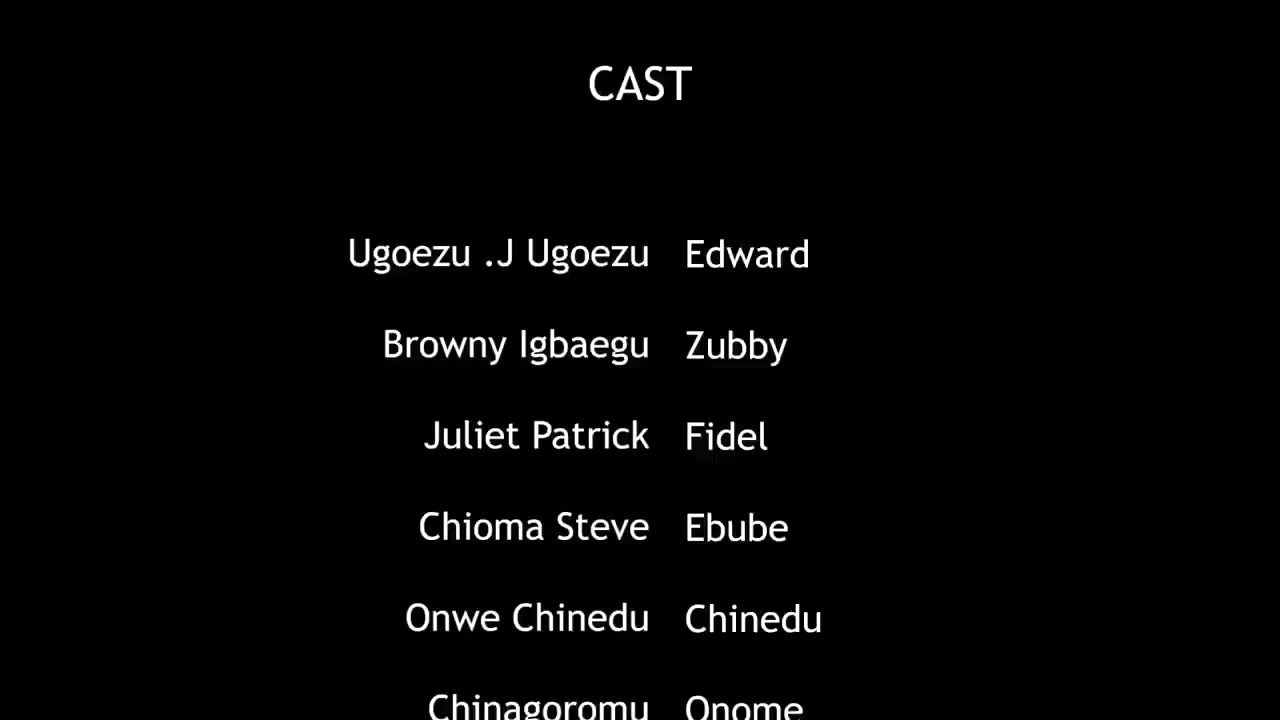 CAST
Ugoezu .J Ugoezu Edward
Browny Igbaegu Zubby
Juliet Patrick Fidel
Chioma Steve Ebube
Onwe Chinedu Chinedu
Chinagoromu Onome